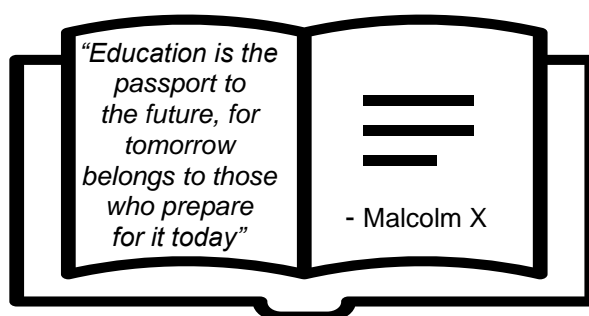 “Education is the
passport to
the future, for
tomorrow
belongs to those
who prepare
for it today”
- Malcolm X